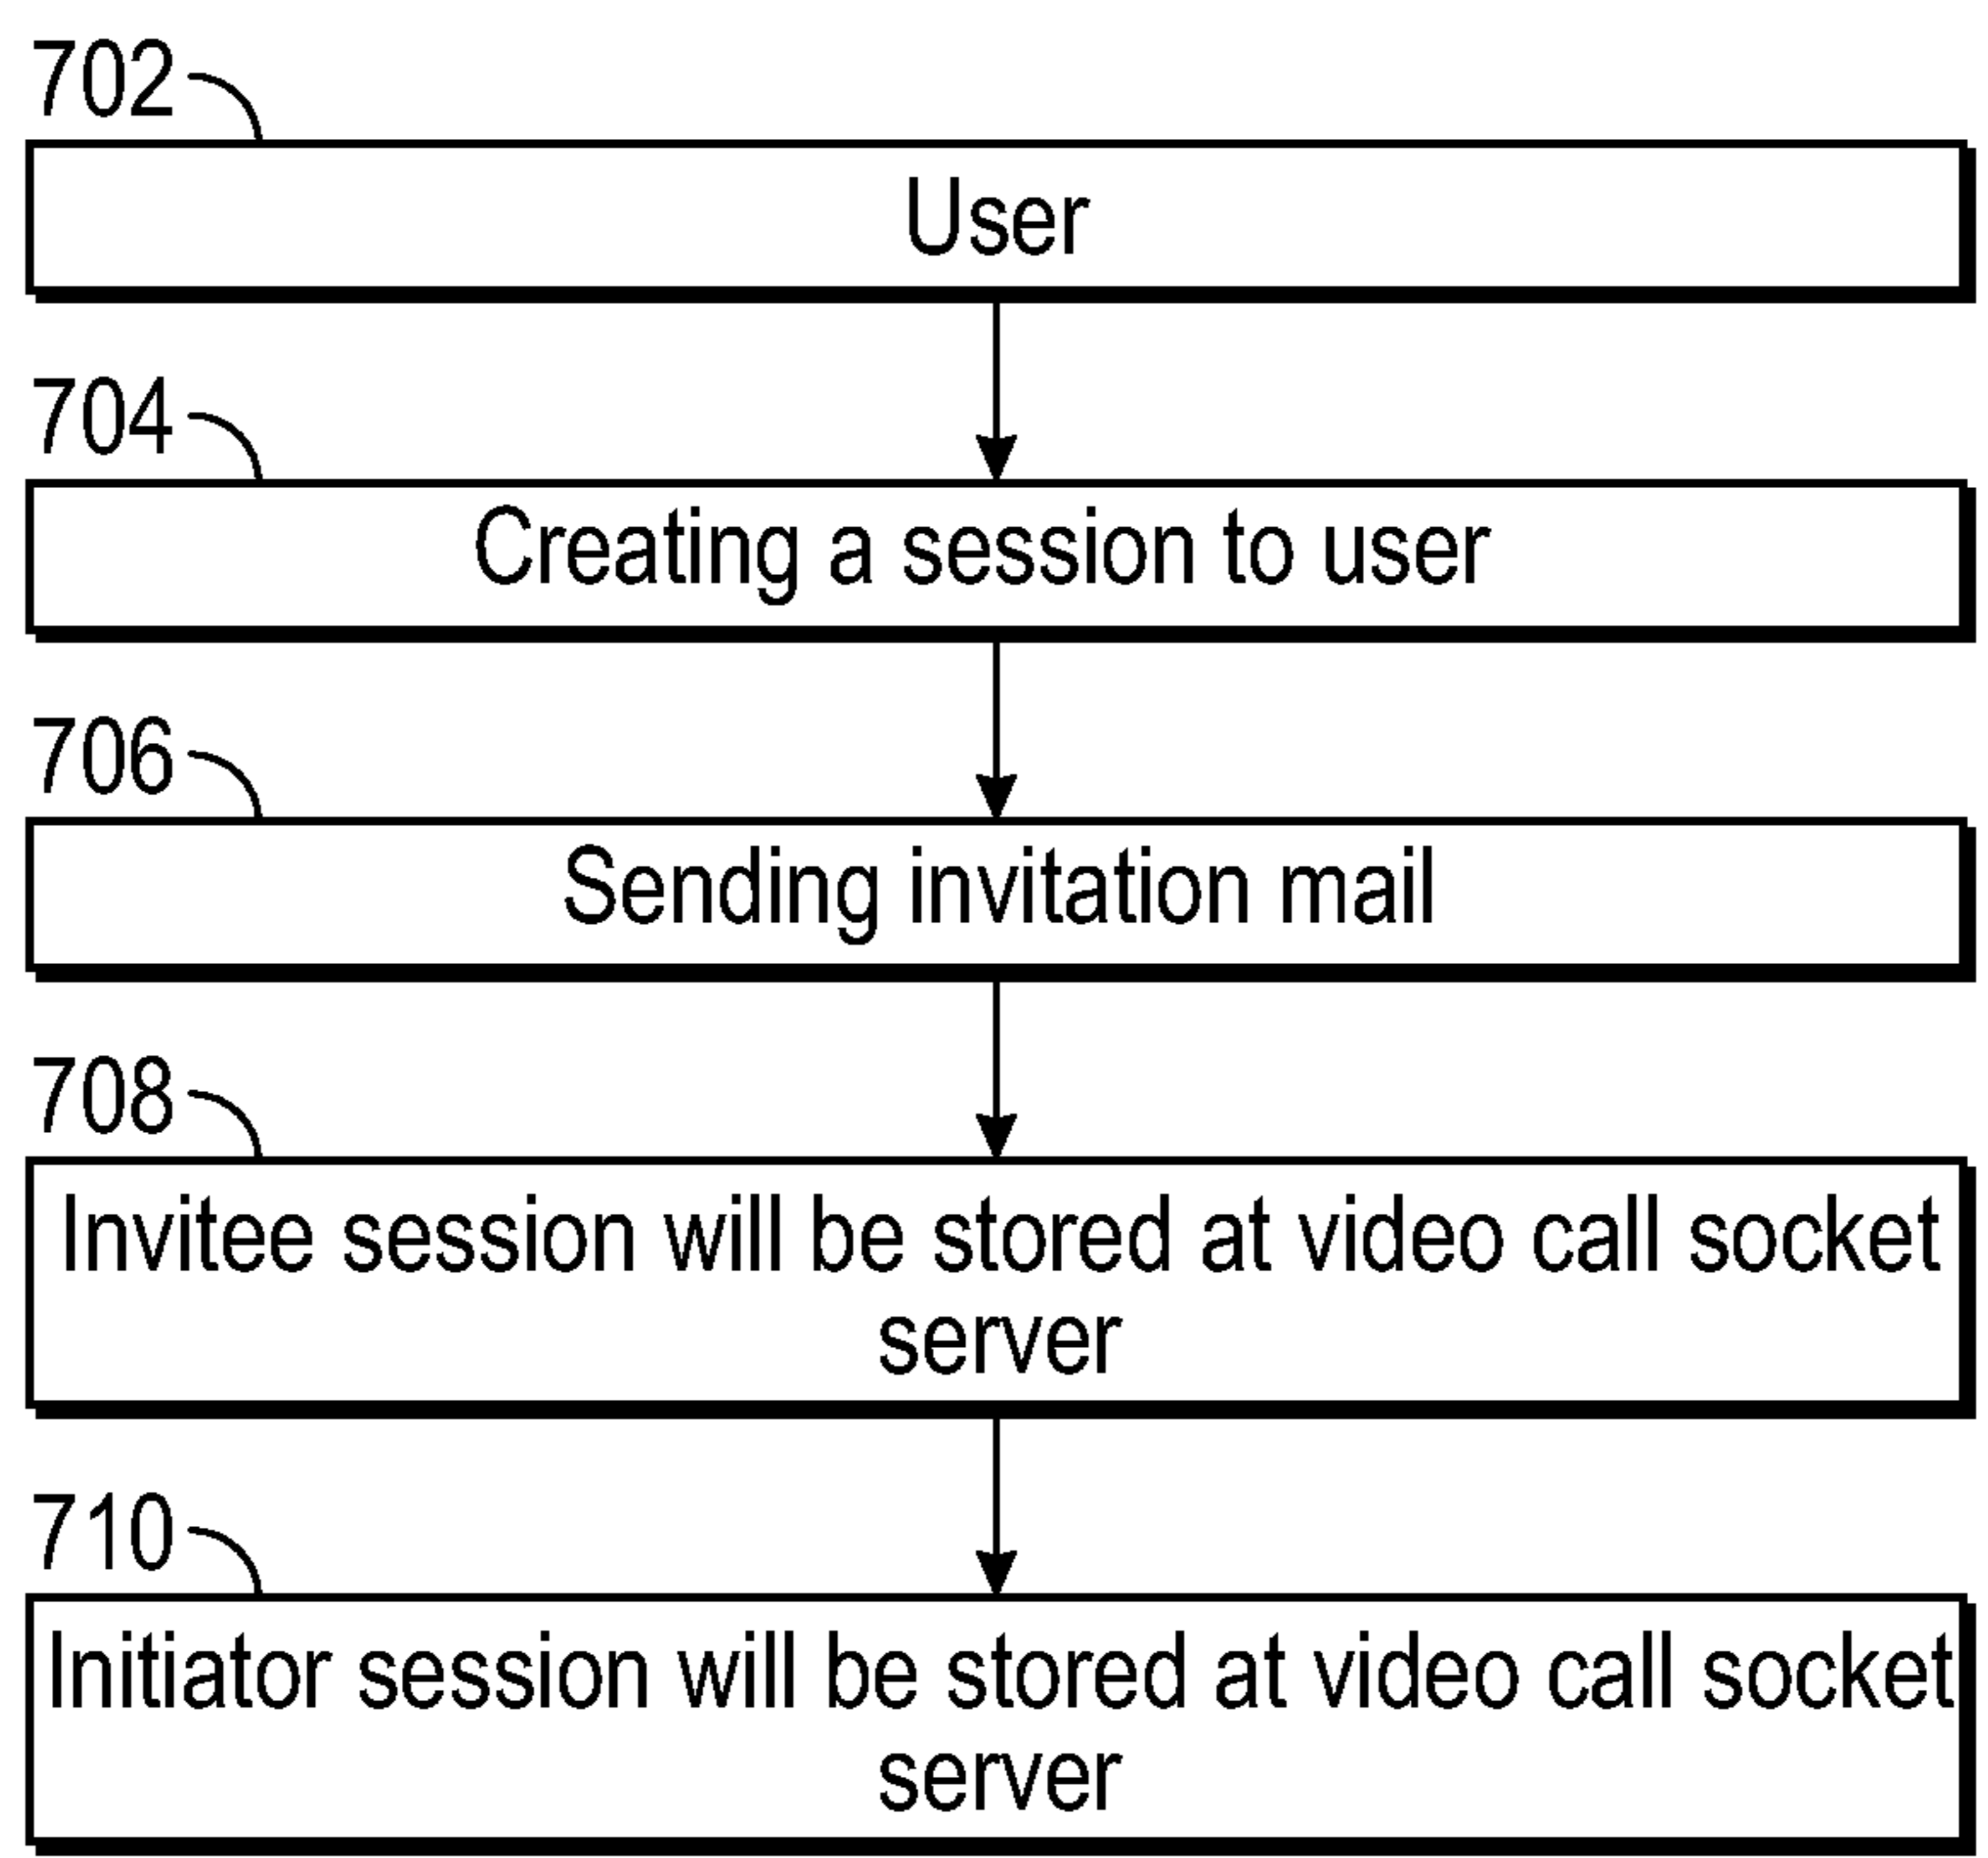 702
User
704
Creating a session to user
706
Sending invitation mail
708
Invitee session will be stored at video call socket
server
710
Initiator session will be stored at video call socket
server